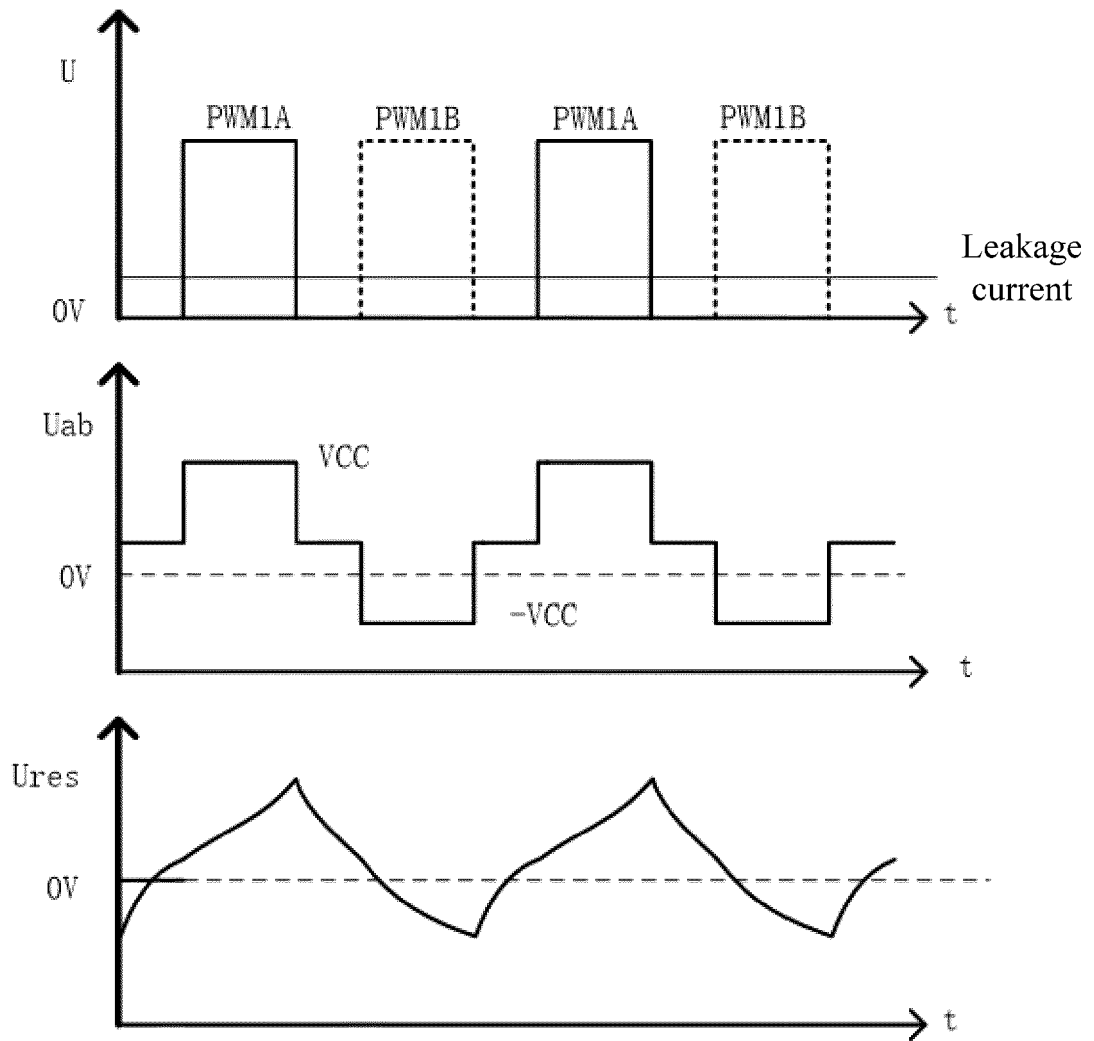 U
PWM1A PWM1B PWM1A PWM1B
Leakage
current
0V
t
Uab
VCC
0V
-VCC
t
Ures
0V
t